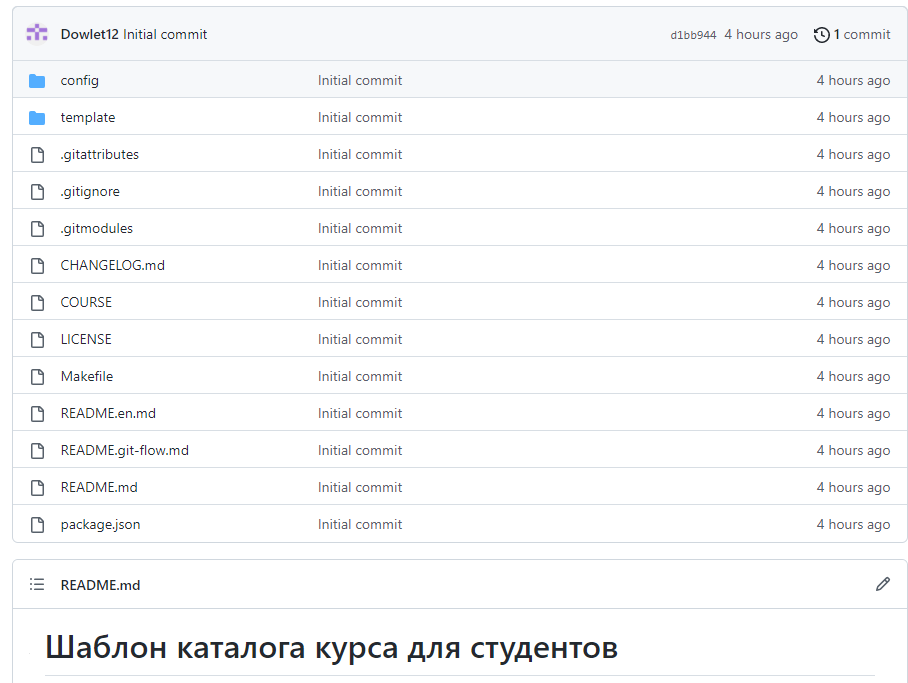 Dowlet12 Initial commit d1bb944 4 hours ago 1 commit
config Initial commit 4 hours ago
template Initial commit 4 hours ago
.gitattributes Initial commit 4 hours ago
.gitignore Initial commit 4 hours ago
.gitmodules Initial commit 4 hours ago
CHANGELOG.md Initial commit 4 hours ago
COURSE Initial commit 4 hours ago
LICENSE Initial commit 4 hours ago
Makefile Initial commit 4 hours ago
README.en.md Initial commit 4 hours ago
README.git-flow.md Initial commit 4 hours ago
README.md Initial commit 4 hours ago
package.json Initial commit 4 hours ago
README.md
Шаблон каталога курса для студентов